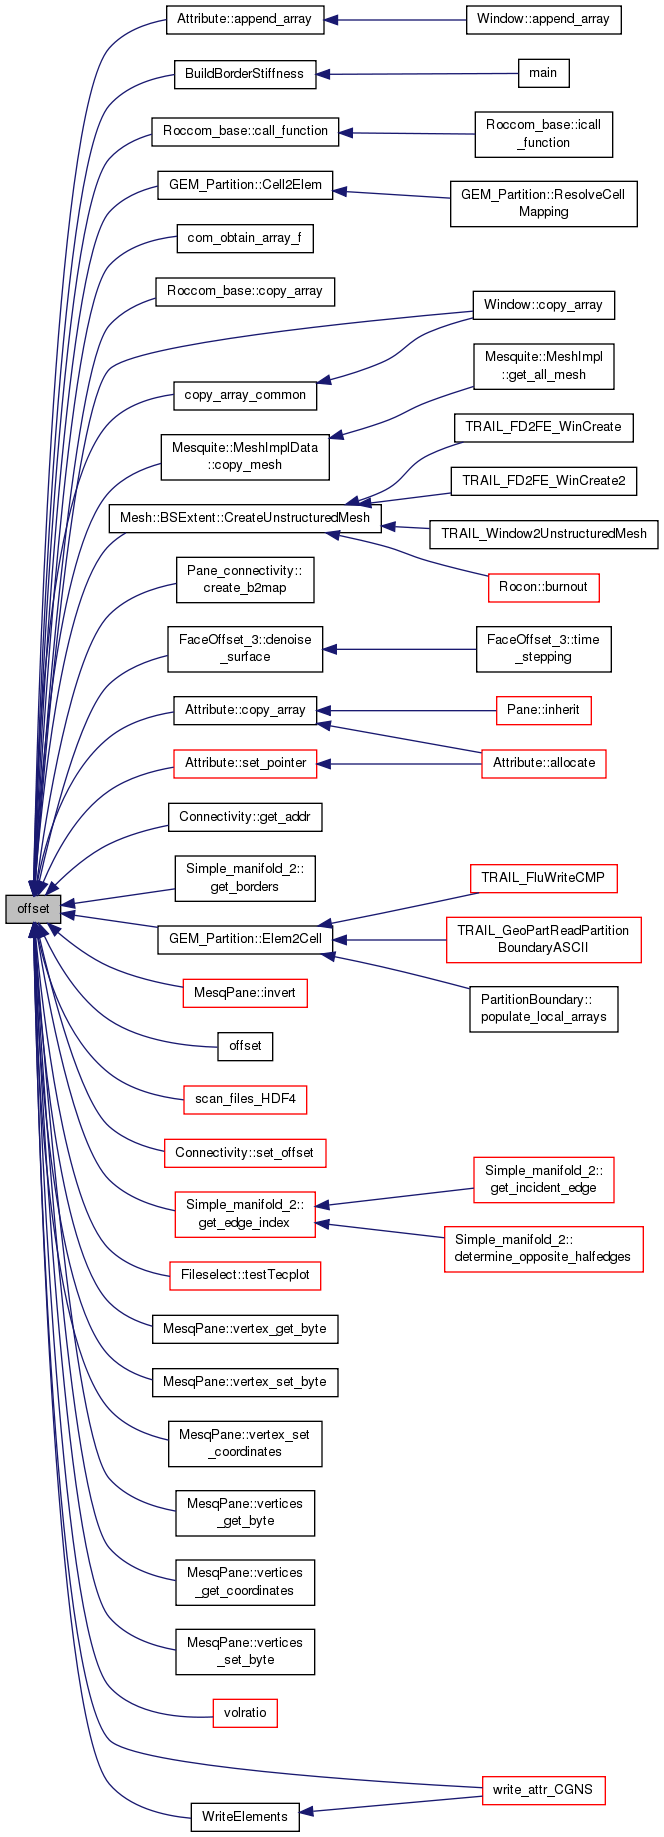 Attribute::append_array
Window::append_array
BuildBorderStiffness
main
Roccom_base::call_function
Roccom_base::icall
_function
GEM_Partition::Cell2Elem
GEM_Partition::ResolveCell
Mapping
com_obtain_array_f
Roccom_base::copy_array
Window::copy_array
copy_array_common
Mesquite::MeshImpl
::get_all_mesh
Mesquite::MeshImplData
::copy_mesh
TRAIL_FD2FE_WinCreate
TRAIL_FD2FE_WinCreate2
Mesh::BSExtent::CreateUnstructuredMesh
TRAIL_Window2UnstructuredMesh
Rocon::burnout
Pane_connectivity::
create_b2map
FaceOffset_3::denoise
_surface
FaceOffset_3::time
_stepping
Attribute::copy_array
Pane::inherit
Attribute::set_pointer
Attribute::allocate
Connectivity::get_addr
Simple_manifold_2::
get_borders
offset
GEM_Partition::Elem2Cell
TRAIL_FluWriteCMP
TRAIL_GeoPartReadPartition
BoundaryASCII
PartitionBoundary::
populate_local_arrays
MesqPane::invert
offset
scan_files_HDF4
Connectivity::set_offset
Simple_manifold_2::
get_edge_index
Simple_manifold_2::
get_incident_edge
Simple_manifold_2::
determine_opposite_halfedges
Fileselect::testTecplot
MesqPane::vertex_get_byte
MesqPane::vertex_set_byte
MesqPane::vertex_set
_coordinates
MesqPane::vertices
_get_byte
MesqPane::vertices
_get_coordinates
MesqPane::vertices
_set_byte
volratio
write_attr_CGNS
WriteElements